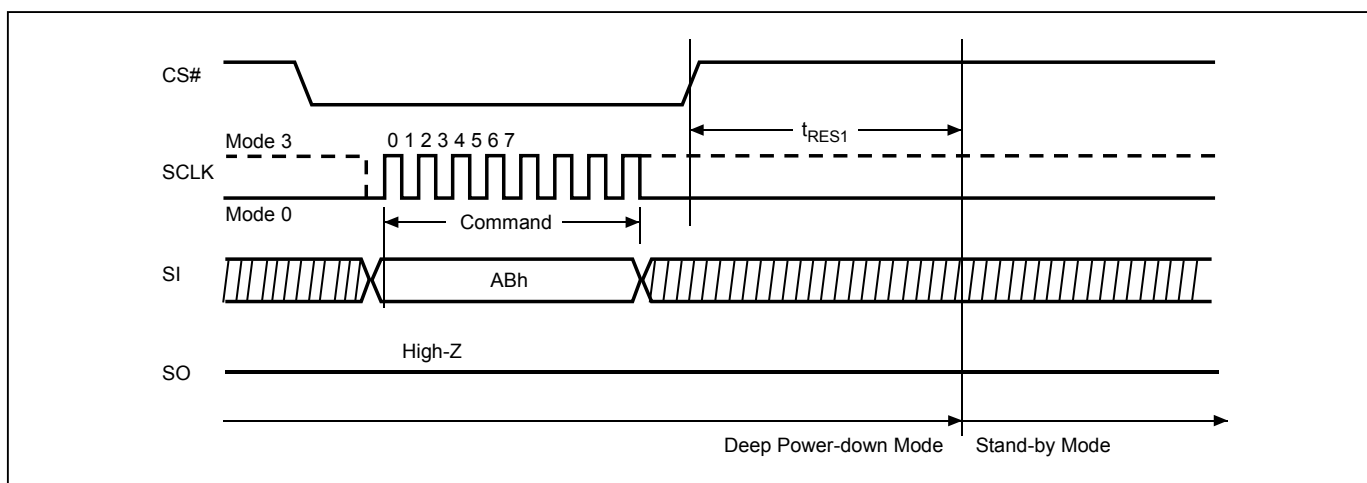 CS#
tRES1
Mode 3
0 1 2 3 4 5 6 7
SCLK
Mode 0
Command
SI
ABh
High-Z
SO
Deep Power-down Mode
Stand-by Mode